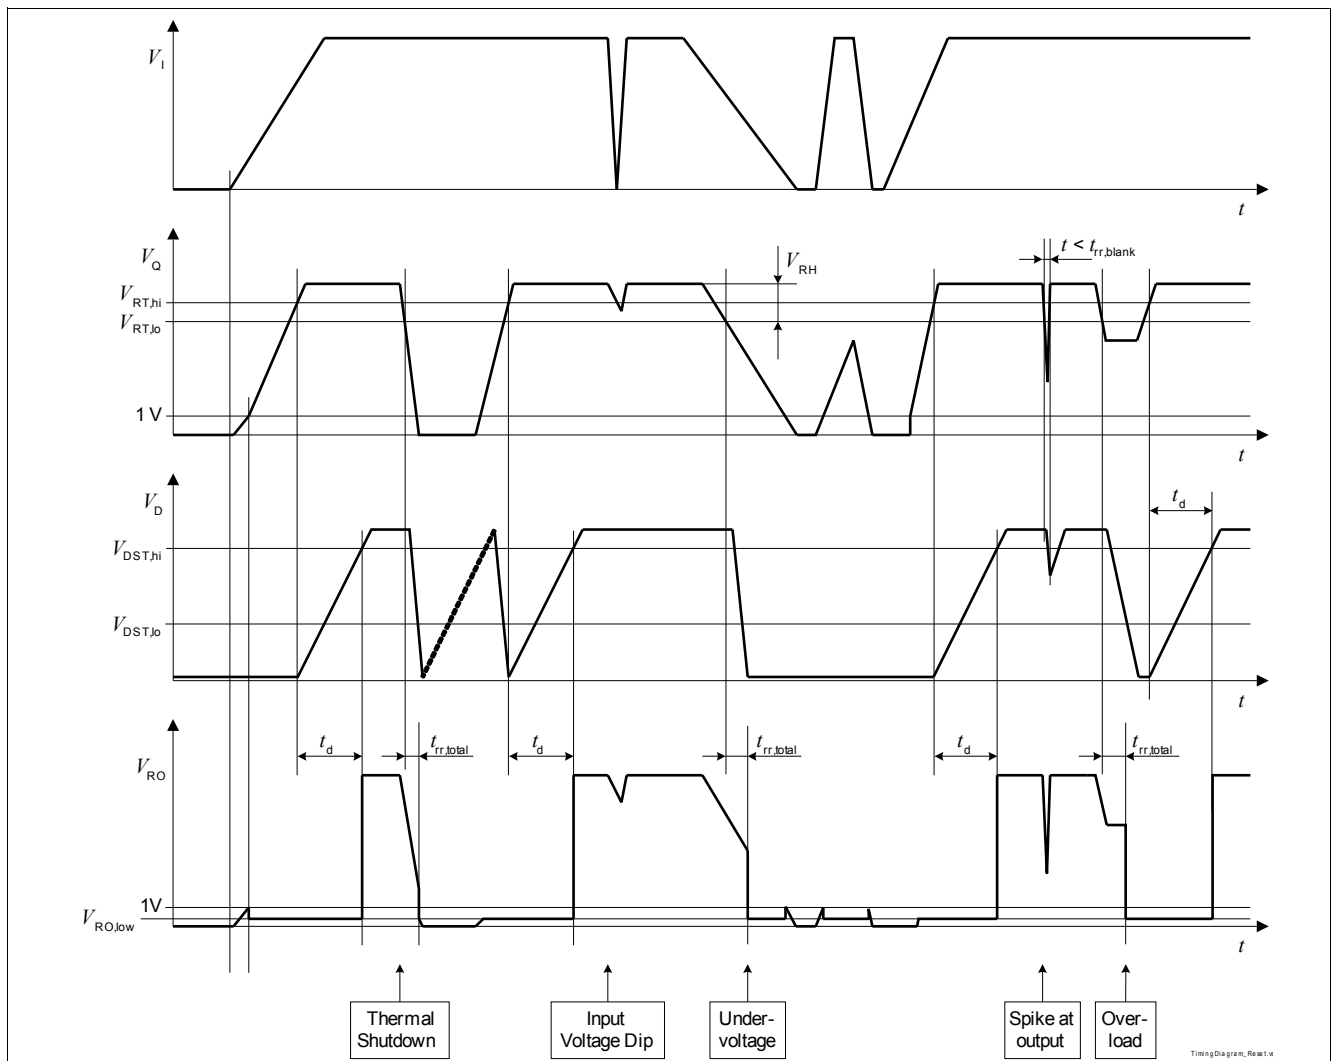 V_I
t
V_Q
t < t_rr,blank
V_RH
V_RT,hi
V_RT,lo
1 V
t
V_D
t_d
V_DST,hi
V_DST,lo
t
t_d t_rr,total t_d t_rr,total t_d t_rr,total
V_RO
1V
V_RO,low
t
Thermal
Shutdown
Input
Voltage Dip
Under-
voltage
Spike at
output
Over-
load
TimingDiagram_Reset.vs